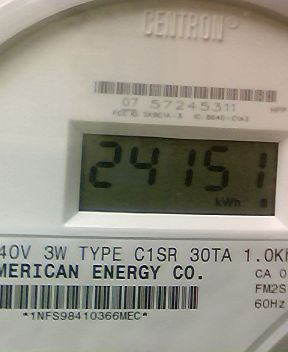 CENTRON
07 57245311
24151
kWh
40V 3W TYPE C1SR 30TA 1.0K
MERICAN ENERGY CO.
CA 0
FM2S
60Hz
*1NFS98410366MEC*